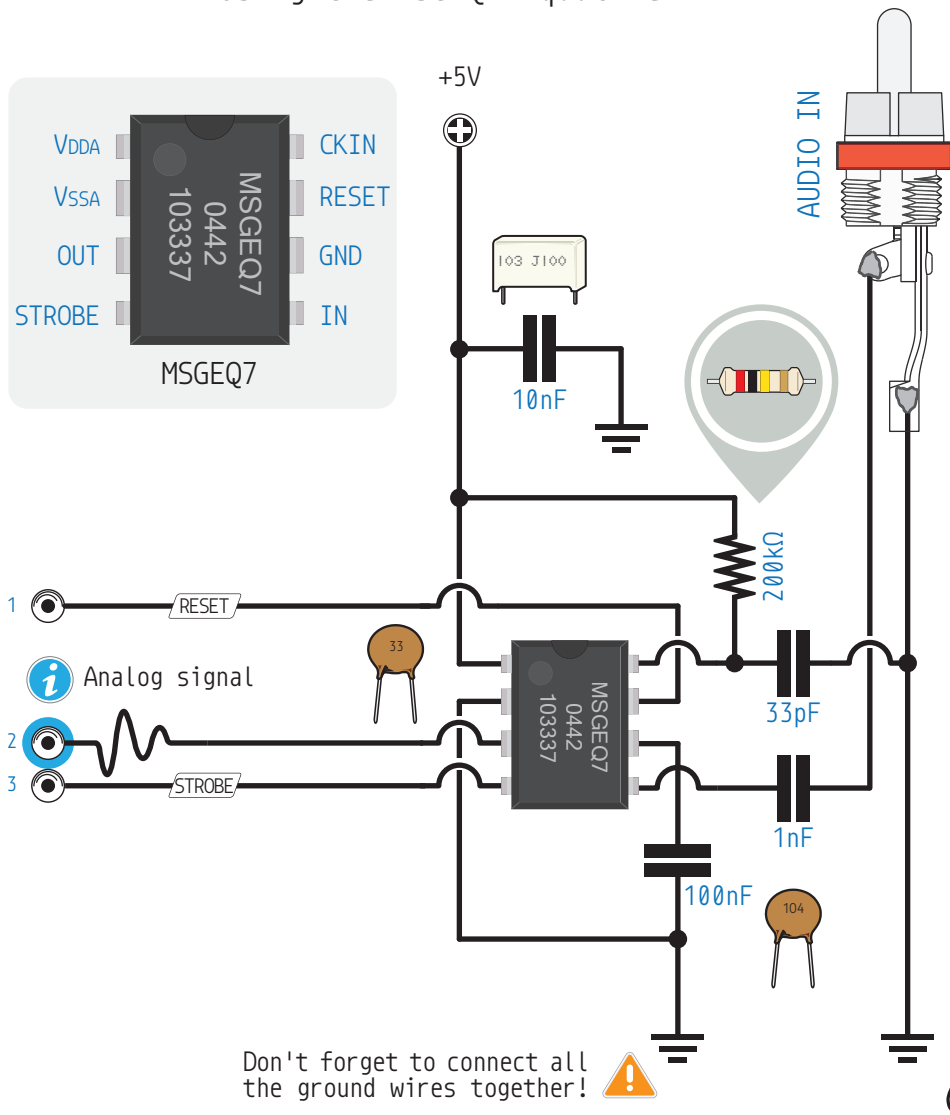 +5V
AUDIO IN
VDDA
CKIN
VSSA
RESET
OUT
GND
STROBE
IN
MSGEQ7
0442
103337
MSGEQ7
103 J100
10nF
200kΩ
1
RESET
33
Analog signal
2
3
STROBE
MSGEQ7
0442
103337
33pF
1nF
100nF
104
Don't forget to connect all
the ground wires together!